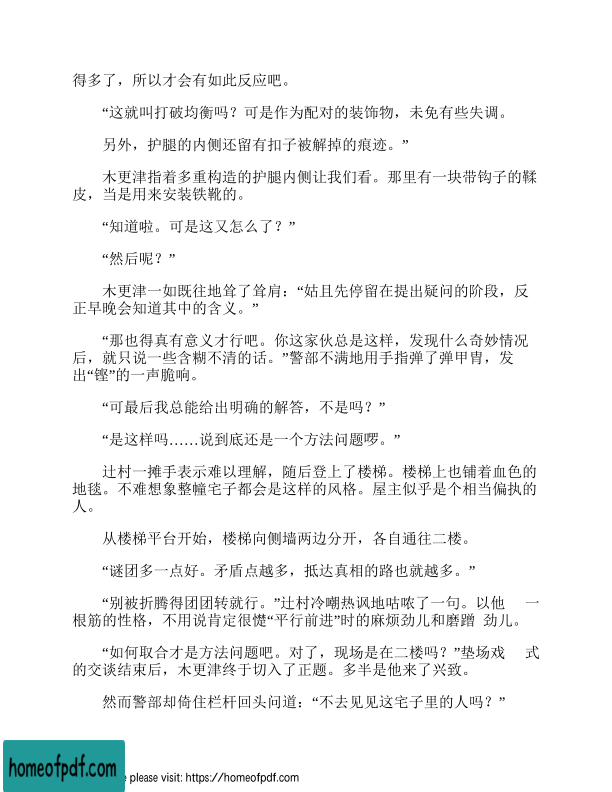 得多了，所以才会有如此反应吧。
“这就叫打破均衡吗？可是作为配对的装饰物，未免有些失调。
另外，护腿的内侧还留有扣子被解掉的痕迹。”
木更津指着多重构造的护腿内侧让我们看。那里有一块带钩子的鞣
皮，当是用来安装铁靴的。
“知道啦。可是这又怎么了？”
“然后呢？”
木更津一如既往地耸了耸肩：“姑且先停留在提出疑问的阶段，反
正早晚会知道其中的含义。”
“那也得真有意义才行吧。你这家伙总是这样，发现什么奇妙情况
后，就只说一些含糊不清的话。”警部不满地用手指弹了弹甲胄，发
出“铿”的一声脆响。
“可最后我总能给出明确的解答，不是吗？”
“是这样吗……说到底还是一个方法问题啰。”
辻村一摊手表示难以理解，随后登上了楼梯。楼梯上也铺着血色的
地毯。不难想象整幢宅子都会是这样的风格。屋主似乎是个相当偏执的
人。
从楼梯平台开始，楼梯向侧墙两边分开，各自通往二楼。
“谜团多一点好。矛盾点越多，抵达真相的路也就越多。”
“别被折腾得团团转就行。”辻村冷嘲热讽地咕哝了一句。以他 一
根筋的性格，不用说肯定很憷“平行前进”时的麻烦劲儿和磨蹭 劲儿。
“如何取合才是方法问题吧。对了，现场是在二楼吗？”垫场戏 式
的交谈结束后，木更津终于切入了正题。多半是他来了兴致。
然而警部却倚住栏杆回头问道：“不去见见这宅子里的人吗？”
homeofpdf.com
e please visit: https://homeofpdf.com